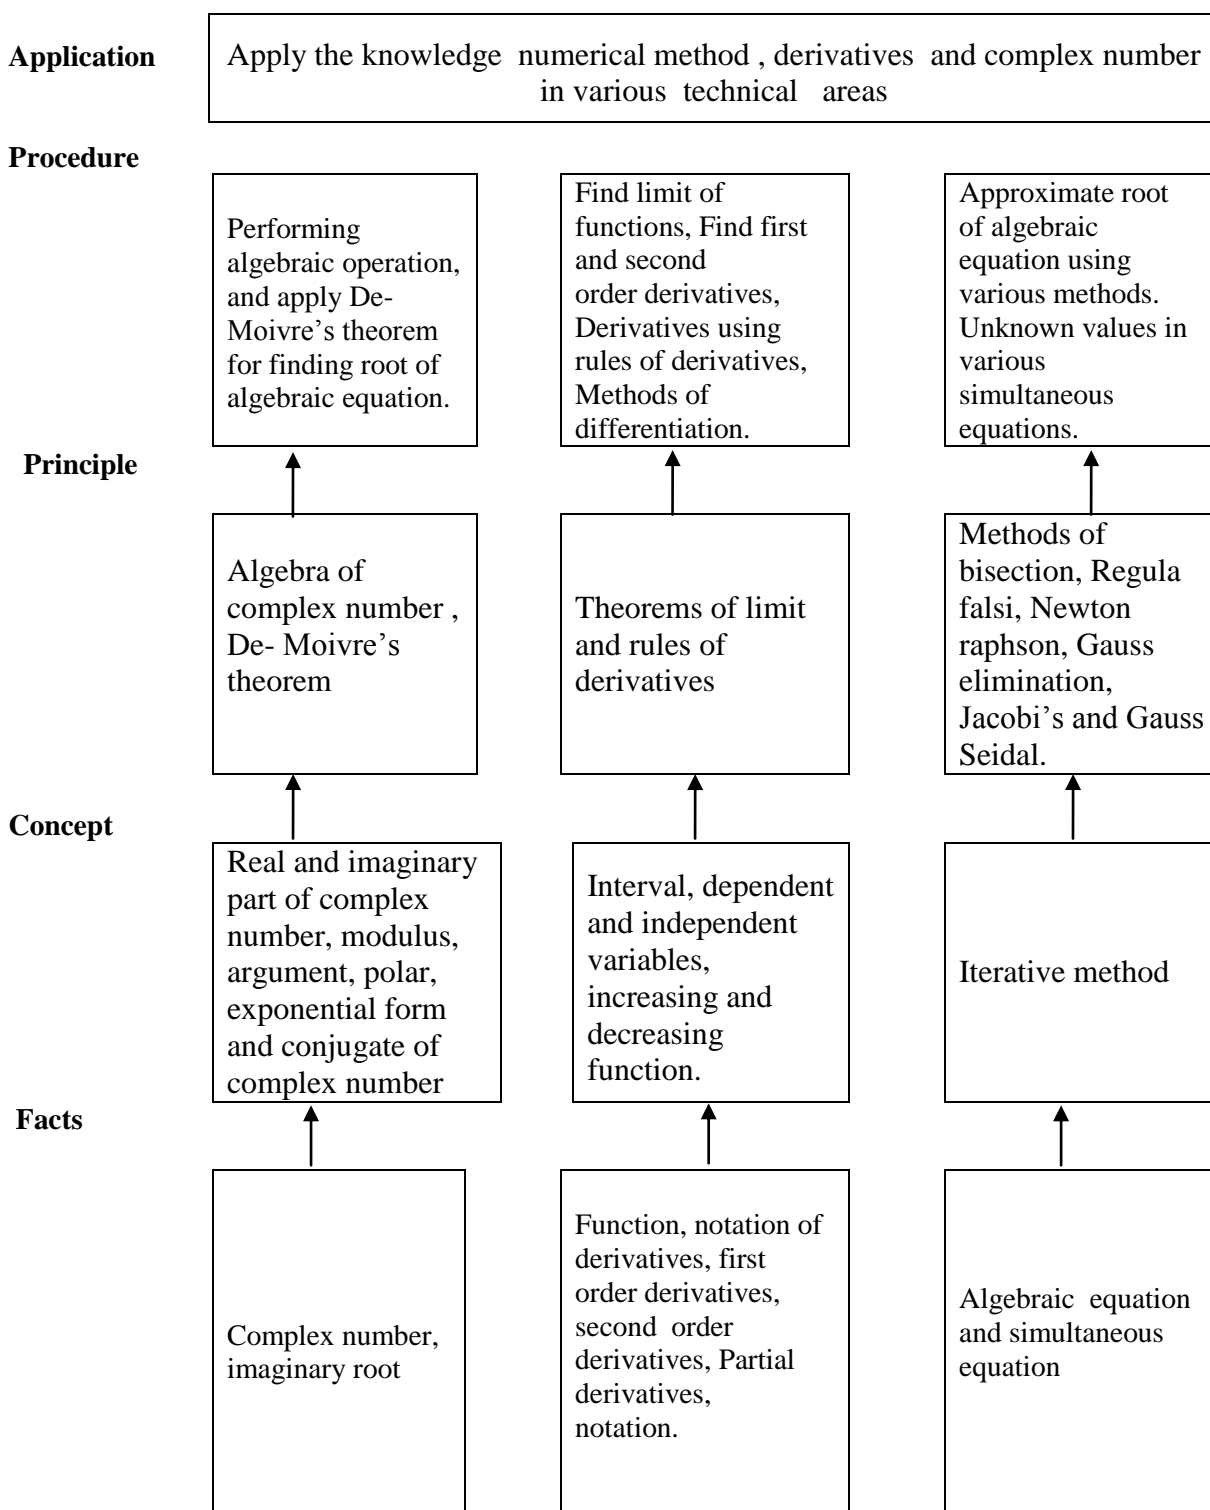 Application
Apply the knowledge numerical method , derivatives and complex number
in various technical areas
Procedure
Performing
algebraic operation,
and apply De-
Moivre’s theorem
for finding root of
algebraic equation.
Find limit of
functions, Find first
and second
order derivatives,
Derivatives using
rules of derivatives,
Methods of
differentiation.
Approximate root
of algebraic
equation using
various methods.
Unknown values in
various
simultaneous
equations.
Principle
Algebra of
complex number ,
De- Moivre’s
theorem
Theorems of limit
and rules of
derivatives
Methods of
bisection, Regula
falsi, Newton
raphson, Gauss
elimination,
Jacobi’s and Gauss
Seidal.
Concept
Real and imaginary
part of complex
number, modulus,
argument, polar,
exponential form
and conjugate of
complex number
Interval, dependent
and independent
variables,
increasing and
decreasing
function.
Iterative method
Facts
Complex number,
imaginary root
Function, notation of
derivatives, first
order derivatives,
second order
derivatives, Partial
derivatives,
notation.
Algebraic equation
and simultaneous
equation